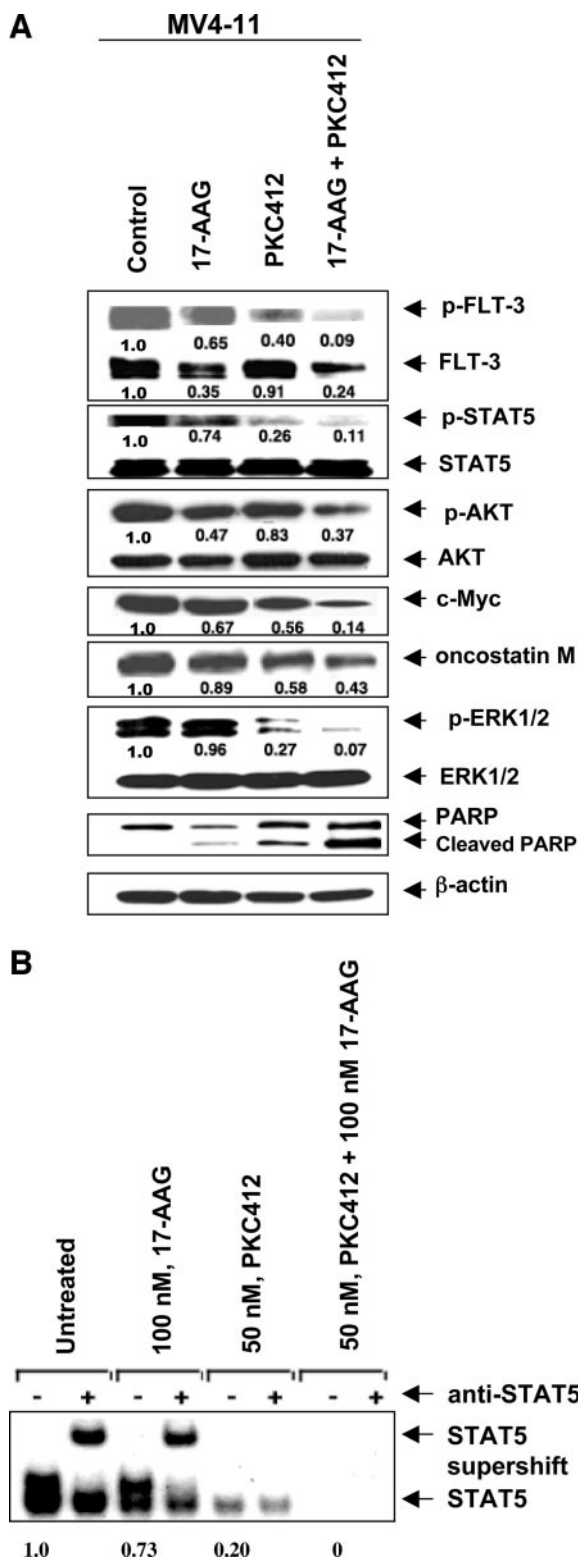 A
MV4-11
Control
17-AAG
PKC412
17-AAG + PKC412
p-FLT-3
1.0 0.65 0.40 0.09
FLT-3
1.0 0.35 0.91 0.24
p-STAT5
1.0 0.74 0.26 0.11
STAT5
p-AKT
1.0 0.47 0.83 0.37
AKT
c-Myc
1.0 0.67 0.56 0.14
oncostatin M
1.0 0.89 0.58 0.43
p-ERK1/2
1.0 0.96 0.27 0.07
ERK1/2
PARP
Cleaved PARP
β-actin
B
Untreated
100 nM, 17-AAG
50 nM, PKC412
50 nM, PKC412 + 100 nM 17-AAG
- + - + - + - + anti-STAT5
STAT5
supershift
STAT5
1.0 0.73 0.20 0